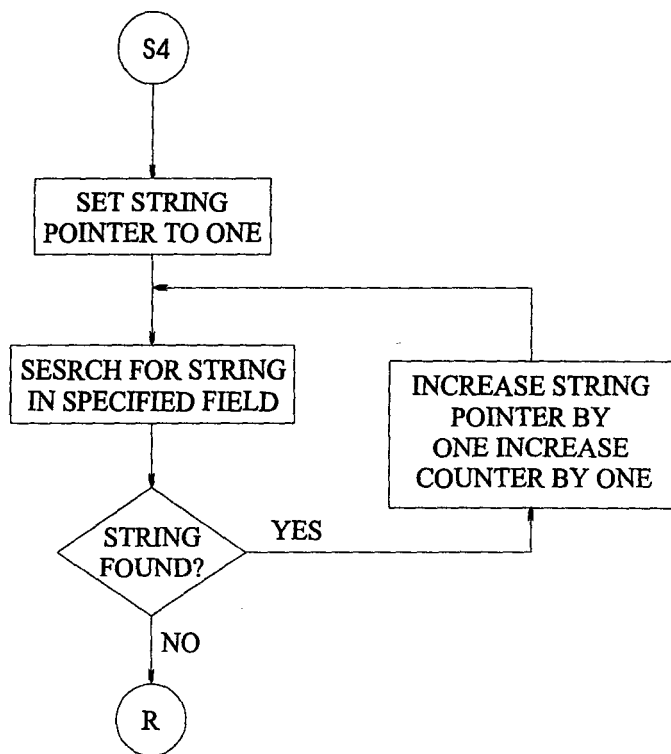 S4
SET STRING
POINTER TO ONE
SESRCH FOR STRING
IN SPECIFIED FIELD
INCREASE STRING
POINTER BY
ONE INCREASE
COUNTER BY ONE
STRING
FOUND?
YES
NO
R